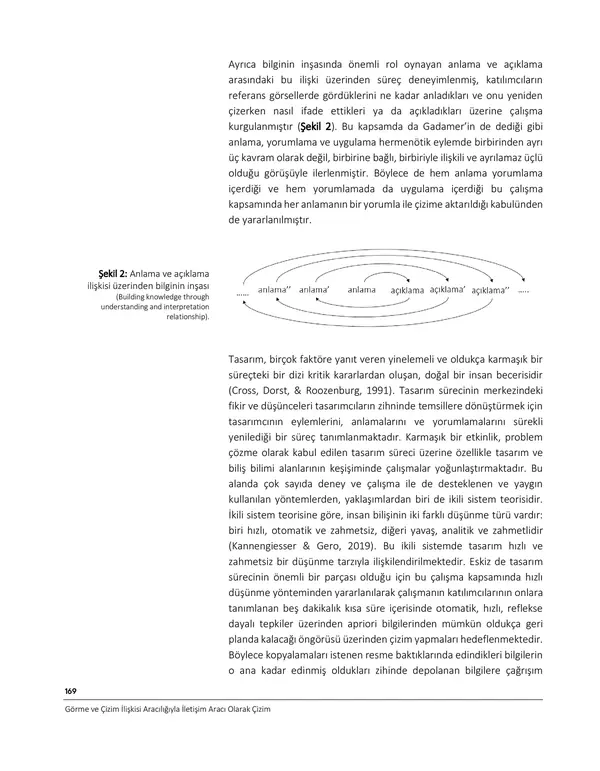 Ayrıca bilginin inşasında önemli rol oynayan anlama ve açıklama
arasındaki bu ilişki üzerinden süreç deneyimlenmiş, katılımcıların
referans görsellerde gördüklerini ne kadar anladıkları ve onu yeniden
çizerken nasıl ifade ettikleri ya da açıkladıkları üzerine çalışma
kurgulanmıştır (Şekil 2). Bu kapsamda da Gadamer'in de dediği gibi
anlama, yorumlama ve uygulama hermenötik eylemde birbirinden ayrı
üç kavram olarak değil, birbirine bağlı, birbiriyle ilişkili ve ayrılamaz üçlü
olduğu görüşüyle ilerlenmiştir. Böylece de hem anlama yorumlama
içerdiği ve hem yorumlamada da uygulama içerdiği bu çalışma
kapsamında her anlamanın bir yorumla ile çizime aktarıldığı kabulünden
de yararlanılmıştır.
Şekil 2: Anlama ve açıklama
ilişkisi üzerinden bilginin inşası
(Building knowledge through
understanding and interpretation
relationship).
...... anlama'' anlama' anlama açıklama açıklama' açıklama'' .....
Tasarım, birçok faktöre yanıt veren yinelemeli ve oldukça karmaşık bir
süreçteki bir dizi kritik kararlardan oluşan, doğal bir insan becerisidir
(Cross, Dorst, & Roozenburg, 1991). Tasarım sürecinin merkezindeki
fikir ve düşünceleri tasarımcıların zihninde temsillere dönüştürmek için
tasarımcının eylemlerini, anlamalarını ve yorumlamalarını sürekli
yenilediği bir süreç tanımlanmaktadır. Karmaşık bir etkinlik, problem
çözme olarak kabul edilen tasarım süreci üzerine özellikle tasarım ve
biliş bilimi alanlarının keşişiminde çalışmalar yoğunlaştırmaktadır. Bu
alanda çok sayıda deney ve çalışma ile de desteklenen ve yaygın
kullanılan yöntemlerden, yaklaşımlardan biri de ikili sistem teorisidir.
İkili sistem teorisine göre, insan bilişinin iki farklı düşünme türü vardır:
biri hızlı, otomatik ve zahmetsiz, diğeri yavaş, analitik ve zahmetlidir
(Kannengiesser & Gero, 2019). Bu ikili sistemde tasarım hızlı ve
zahmetsiz bir düşünme tarzıyla ilişkilendirilmektedir. Eskiz de tasarım
sürecinin önemli bir parçası olduğu için bu çalışma kapsamında hızlı
düşünme yönteminden yararlanılarak çalışmanın katılımcılarının onlara
tanımlanan beş dakikalık kısa süre içerisinde otomatik, hızlı, reflekse
dayalı tepkiler üzerinden apriori bilgilerinden mümkün oldukça geri
planda kalacağı öngörüsü üzerinden çizim yapmaları hedeflenmektedir.
Böylece kopyalamaları istenen resme baktıklarında edindikleri bilgilerin
o ana kadar edinmiş oldukları zihinde depolanan bilgilere çağrışım
169
Görme ve Çizim İlişkisi Aracılığıyla İletişim Aracı Olarak Çizim